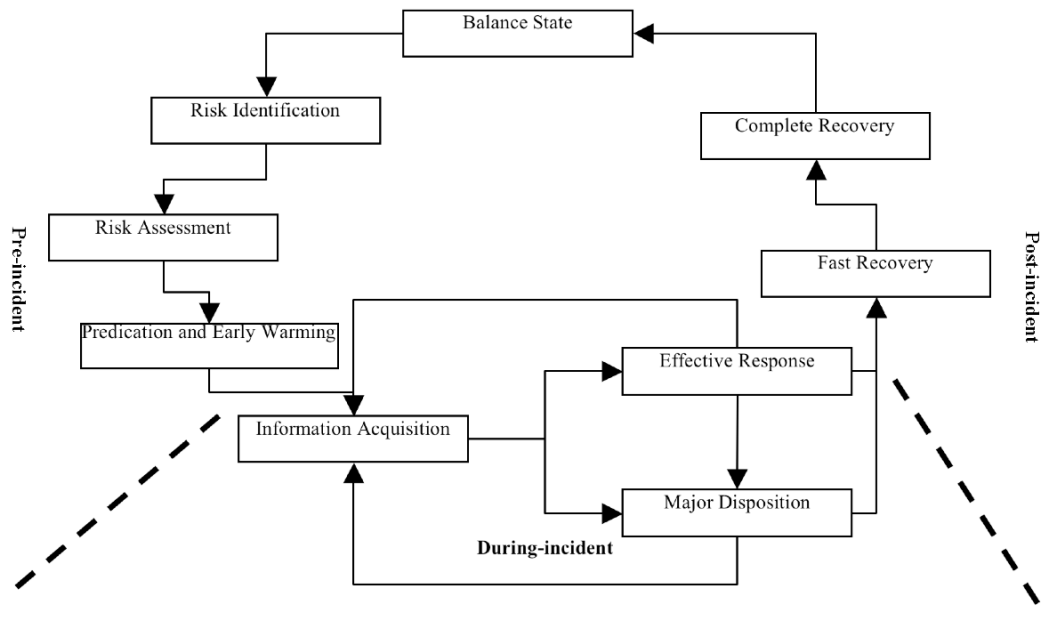 Balance State
Risk Identification
Complete Recovery
Risk Assessment
Pre-incident
Post-incident
Fast Recovery
Predication and Early Warming
Effective Response
Information Acquisition
Major Disposition
During-incident